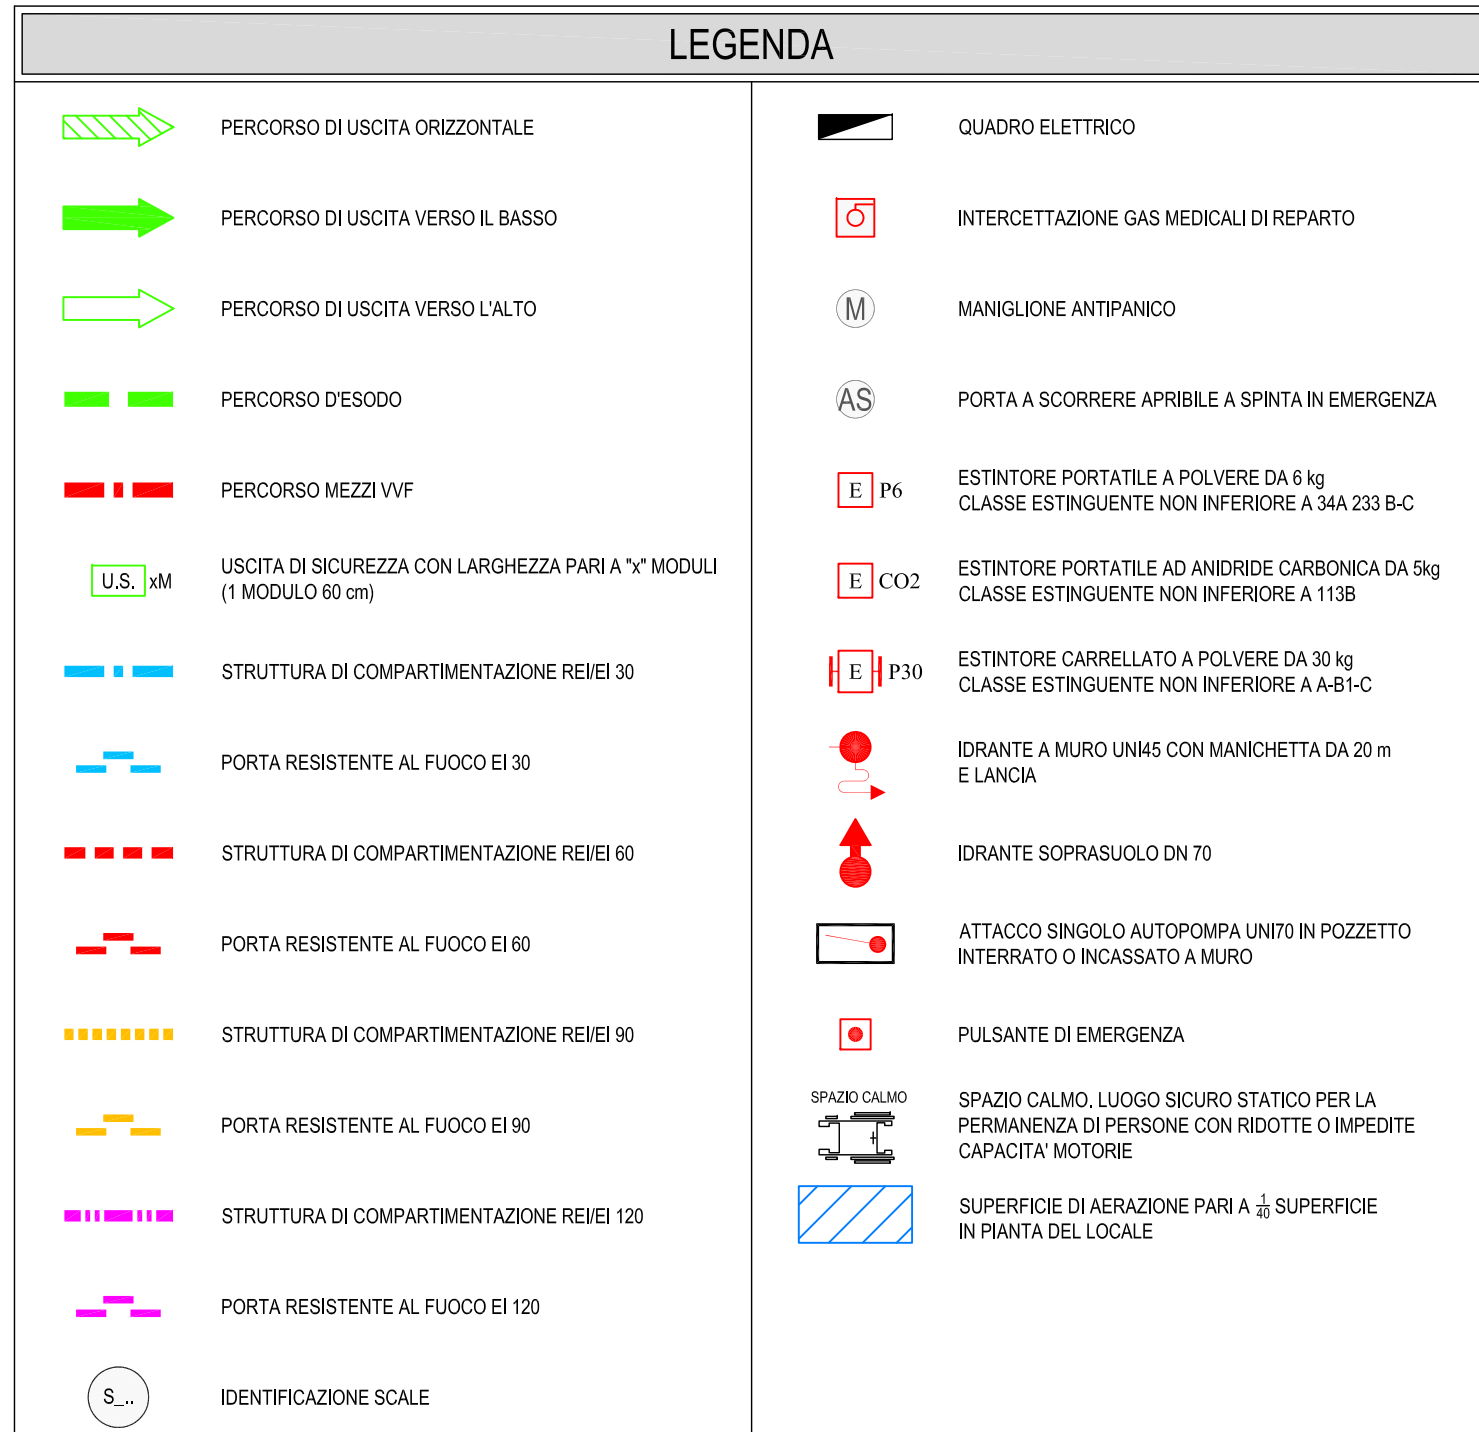 LEGENDA
PERCORSO DI USCITA ORIZZONTALE
PERCORSO DI USCITA VERSO IL BASSO
PERCORSO DI USCITA VERSO L'ALTO
PERCORSO D'ESODO
PERCORSO MEZZI VVF
U.S. xM
USCITA DI SICUREZZA CON LARGHEZZA PARI A "x" MODULI
(1 MODULO 60 cm)
STRUTTURA DI COMPARTIMENTAZIONE REI/EI 30
PORTA RESISTENTE AL FUOCO EI 30
STRUTTURA DI COMPARTIMENTAZIONE REI/EI 60
PORTA RESISTENTE AL FUOCO EI 60
STRUTTURA DI COMPARTIMENTAZIONE REI/EI 90
PORTA RESISTENTE AL FUOCO EI 90
STRUTTURA DI COMPARTIMENTAZIONE REI/EI 120
PORTA RESISTENTE AL FUOCO EI 120
S_..
IDENTIFICAZIONE SCALE
QUADRO ELETTRICO
INTERCETTAZIONE GAS MEDICALI DI REPARTO
M
MANIGLIONE ANTIPANICO
AS
PORTA A SCORRERE APRIBILE A SPINTA IN EMERGENZA
E P6
ESTINTORE PORTATILE A POLVERE DA 6 kg
CLASSE ESTINGUENTE NON INFERIORE A 34A 233 B-C
E CO2
ESTINTORE PORTATILE AD ANIDRIDE CARBONICA DA 5kg
CLASSE ESTINGUENTE NON INFERIORE A 113B
E P30
ESTINTORE CARRELLATO A POLVERE DA 30 kg
CLASSE ESTINGUENTE NON INFERIORE A A-B1-C
IDRANTE A MURO UNI45 CON MANICHETTA DA 20 m
E LANCIA
IDRANTE SOPRASUOLO DN 70
ATTACCO SINGOLO AUTOPOMPA UNI70 IN POZZETTO
INTERRATO O INCASSATO A MURO
PULSANTE DI EMERGENZA
SPAZIO CALMO
SPAZIO CALMO. LUOGO SICURO STATICO PER LA
PERMANENZA DI PERSONE CON RIDOTTE O IMPEDITE
CAPACITA' MOTORIE
SUPERFICIE DI AERAZIONE PARI A 1/40 SUPERFICIE
IN PIANTA DEL LOCALE